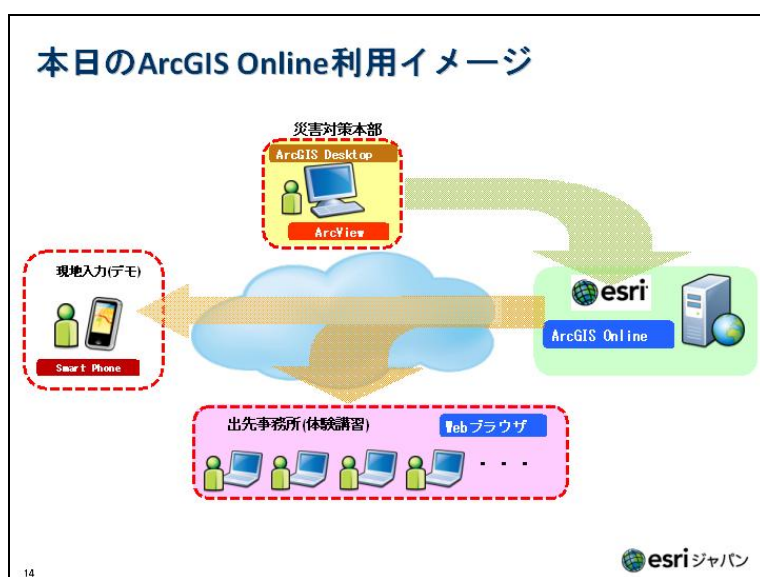 本日のArcGIS Online利用イメージ
災害対策本部
ArcGIS Desktop
ArcView
現地入力(デモ)
Smart Phone
esri
ArcGIS Online
出先事務所(体験講習)
Webブラウザ
・・・
14
esriジャパン